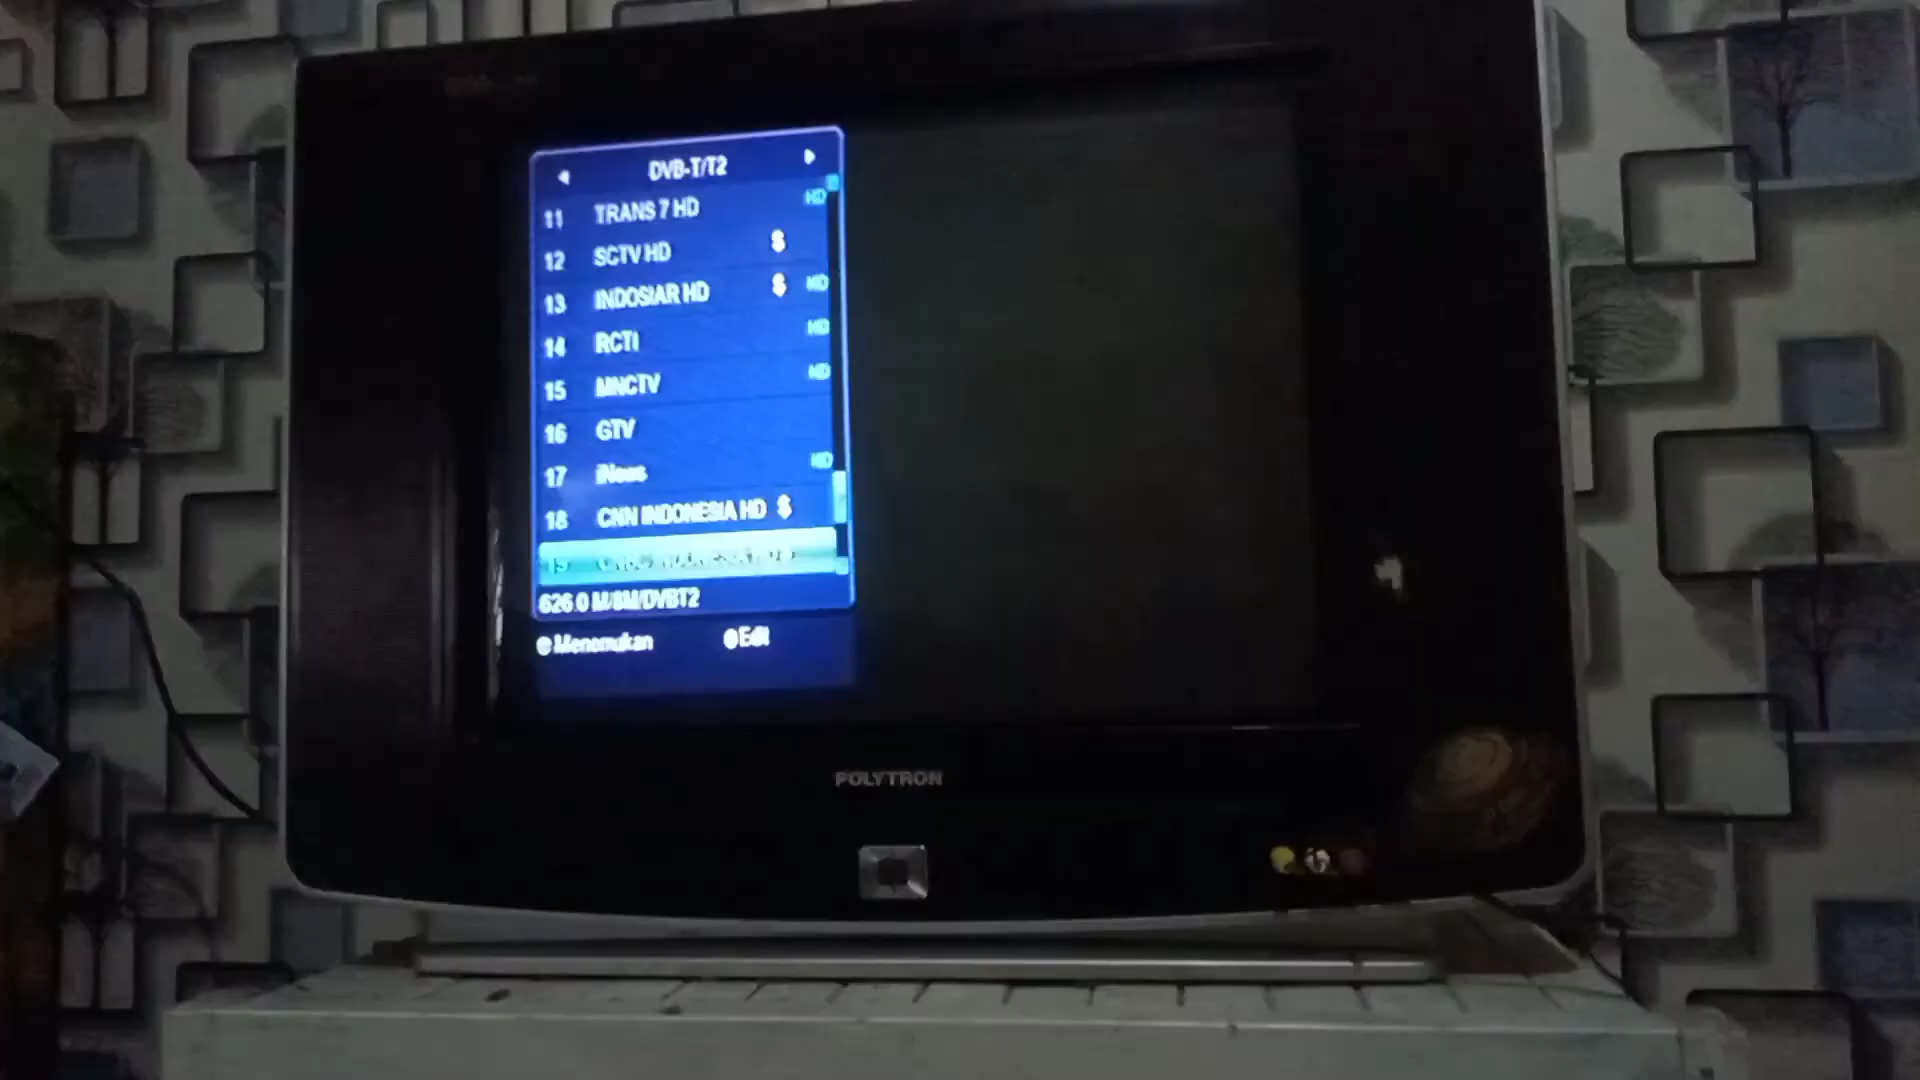 DVB-T/T2
11 TRANS 7 HD HD
12 SCTV HD $
13 INDOSIAR HD $ HD
14 RCTI HD
15 MNCTV HD
16 GTV
17 iNews HD
18 CNN INDONESIA HD $
19
626.0 M/8M/DVBT2
Menemukan Edit
POLYTRON